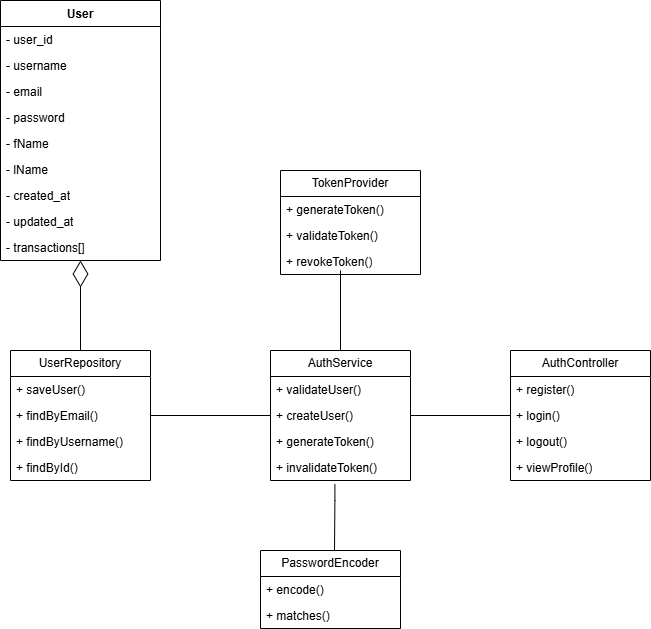 User
- user_id
- username
- email
- password
- fName
- lName
- created_at
- updated_at
- transactions[]
TokenProvider
+ generateToken()
+ validateToken()
+ revokeToken()
UserRepository
+ saveUser()
+ findByEmail()
+ findByUsername()
+ findById()
AuthService
+ validateUser()
+ createUser()
+ generateToken()
+ invalidateToken()
AuthController
+ register()
+ login()
+ logout()
+ viewProfile()
PasswordEncoder
+ encode()
+ matches()